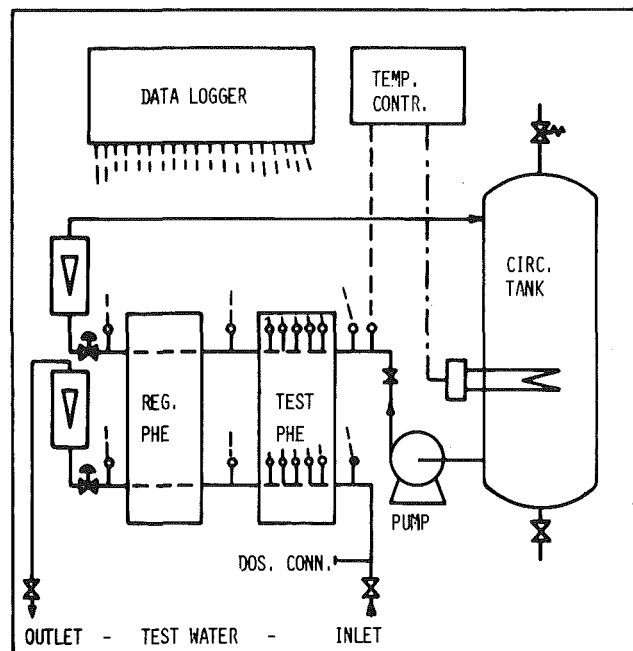 DATA LOGGER
TEMP.
CONTR.
CIRC.
TANK
REG.
PHE
TEST
PHE
PUMP
DOS. CONN.
OUTLET - TEST WATER - INLET